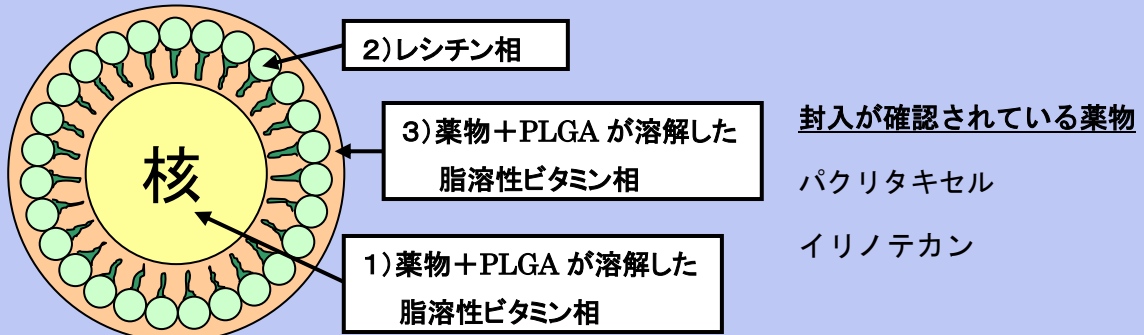 核
2）レシチン相
3）薬物＋PLGA が溶解した
脂溶性ビタミン相
1）薬物＋PLGA が溶解した
脂溶性ビタミン相
封入が確認されている薬物
パクリタキセル
イリノテカン